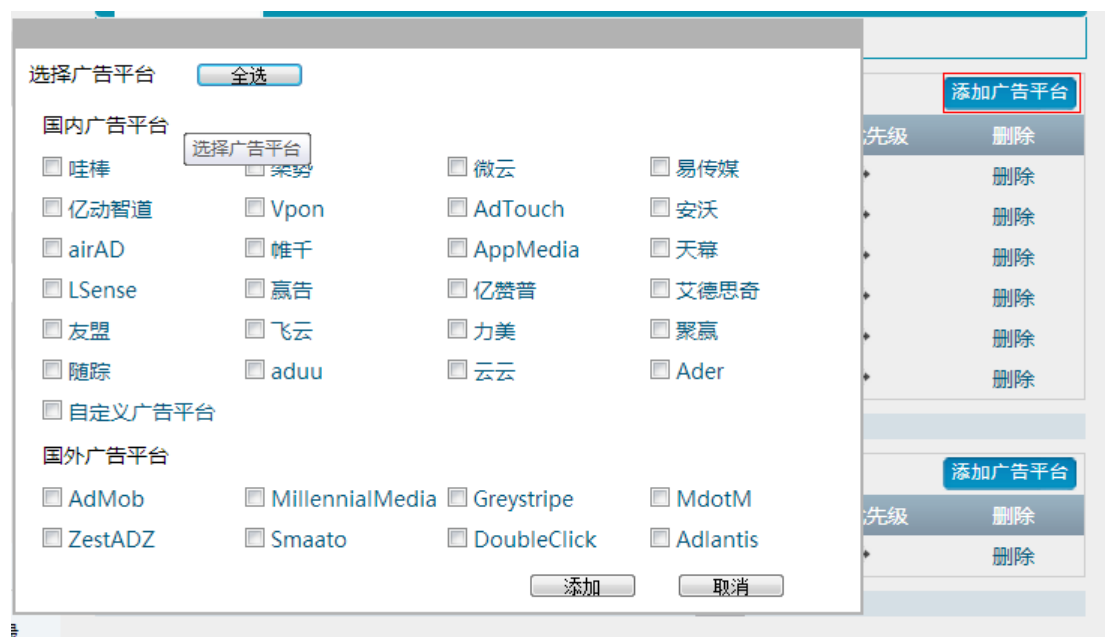 选择广告平台 全选
添加广告平台
国内广告平台
选择广告平台
先级 删除
哇棒 微云 易传媒
删除
亿动智道 Vpon AdTouch 安沃
删除
airAD 帷千 AppMedia 天幕
删除
LSense 赢告 亿赞普 艾德思奇
删除
友盟 飞云 力美 聚赢
删除
随踪 aduu 云云 Ader
删除
自定义广告平台
国外广告平台
添加广告平台
AdMob MillennialMedia Greystripe MdotM
先级 删除
ZestADZ Smaato DoubleClick Adlantis
删除
添加 取消